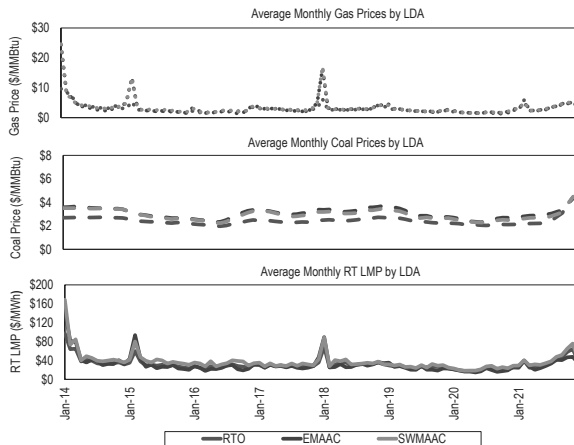 Average Monthly Gas Prices by LDA
Gas Price ($/MMBtu)
$30
$20
$10
$0
Average Monthly Coal Prices by LDA
Coal Price ($/MMBtu)
$8
$6
$4
$2
$0
Average Monthly RT LMP by LDA
RT LMP ($/MWh)
$200
$160
$120
$80
$40
$0
Jan-14
Jan-15
Jan-16
Jan-17
Jan-18
Jan-19
Jan-20
Jan-21
RTO
EMAAC
SWMAAC